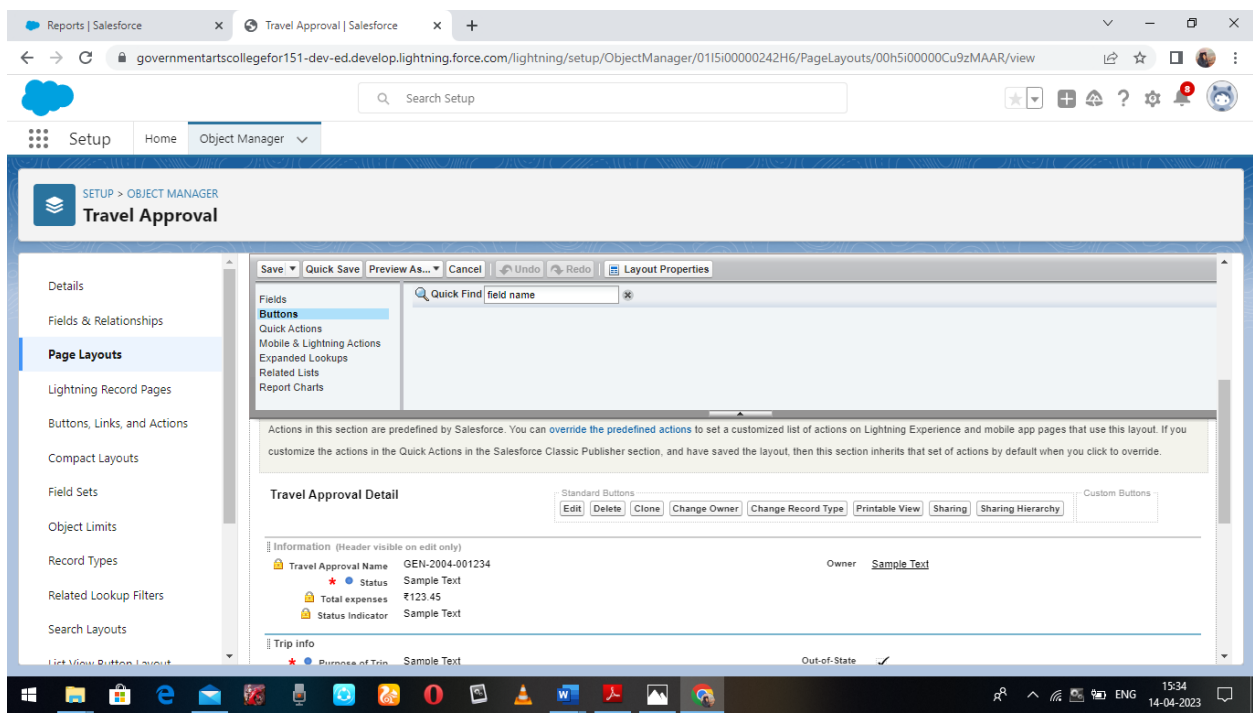 Reports | Salesforce
Travel Approval | Salesforce
governmentartscollegefor151-dev-ed.develop.lightning.force.com/lightning/setup/ObjectManager/01I5i00000242H6/PageLayouts/00h5i00000Cu9zMAAR/view
Search Setup
8
Setup Home Object Manager
SETUP > OBJECT MANAGER
Travel Approval
Details
Fields & Relationships
Page Layouts
Lightning Record Pages
Buttons, Links, and Actions
Compact Layouts
Field Sets
Object Limits
Record Types
Related Lookup Filters
Search Layouts
List View Button Layout
Save Quick Save Preview As... Cancel Undo Redo Layout Properties
Fields
Buttons
Quick Actions
Mobile & Lightning Actions
Expanded Lookups
Related Lists
Report Charts
Quick Find field name
Actions in this section are predefined by Salesforce. You can override the predefined actions to set a customized list of actions on Lightning Experience and mobile app pages that use this layout. If you
customize the actions in the Quick Actions in the Salesforce Classic Publisher section, and have saved the layout, then this section inherits that set of actions by default when you click to override.
Travel Approval Detail
Standard Buttons
Edit Delete Clone Change Owner Change Record Type Printable View Sharing Sharing Hierarchy
Custom Buttons
Information (Header visible on edit only)
Travel Approval Name GEN-2004-001234 Owner Sample Text
* Status Sample Text
Total expenses ₹123.45
Status Indicator Sample Text
Trip info
* Purpose of Trip Sample Text Out-of-State
ENG
15:34
14-04-2023